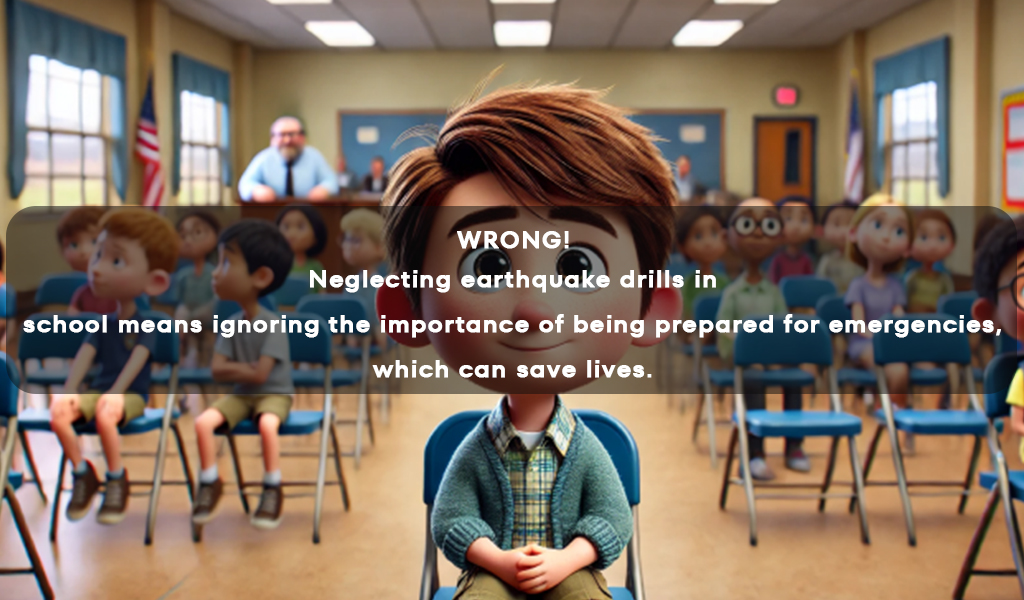 WRONG!
Neglecting earthquake drills in
school means ignoring the importance of being prepared for emergencies,
which can save lives.